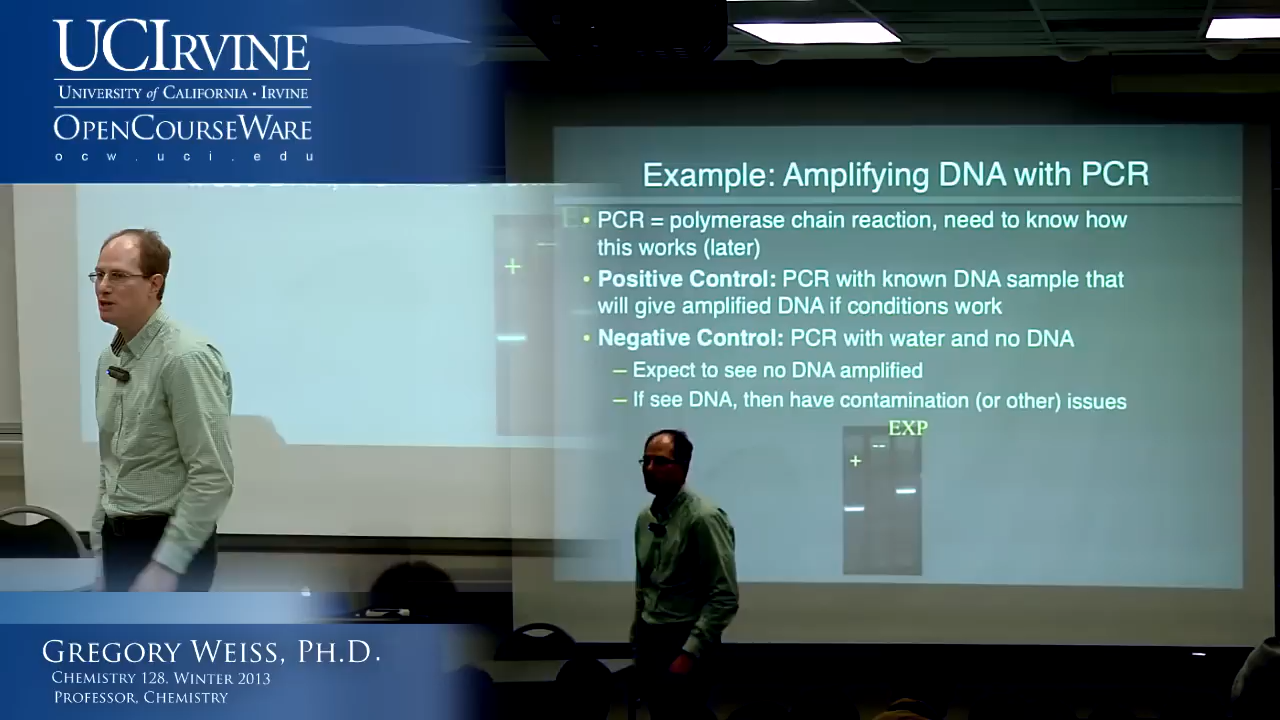 UCIRVINE
UNIVERSITY of CALIFORNIA • IRVINE
OPENCOURSEWARE
ocw.uci.edu
Example: Amplifying DNA with PCR
• PCR = polymerase chain reaction, need to know how
this works (later)
• Positive Control: PCR with known DNA sample that
will give amplified DNA if conditions work
• Negative Control: PCR with water and no DNA
– Expect to see no DNA amplified
– If see DNA, then have contamination (or other) issues
EXP
+ --
+ –
GREGORY WEISS, PH.D.
CHEMISTRY 128. WINTER 2013
PROFESSOR, CHEMISTRY